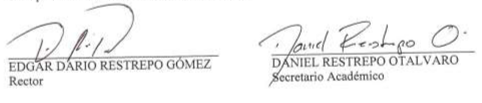 Daniel Restrepo O.
EDGAR DARIO RESTREPO GÓMEZ
Rector
DANIEL RESTREPO OTALVARO
Secretario Académico